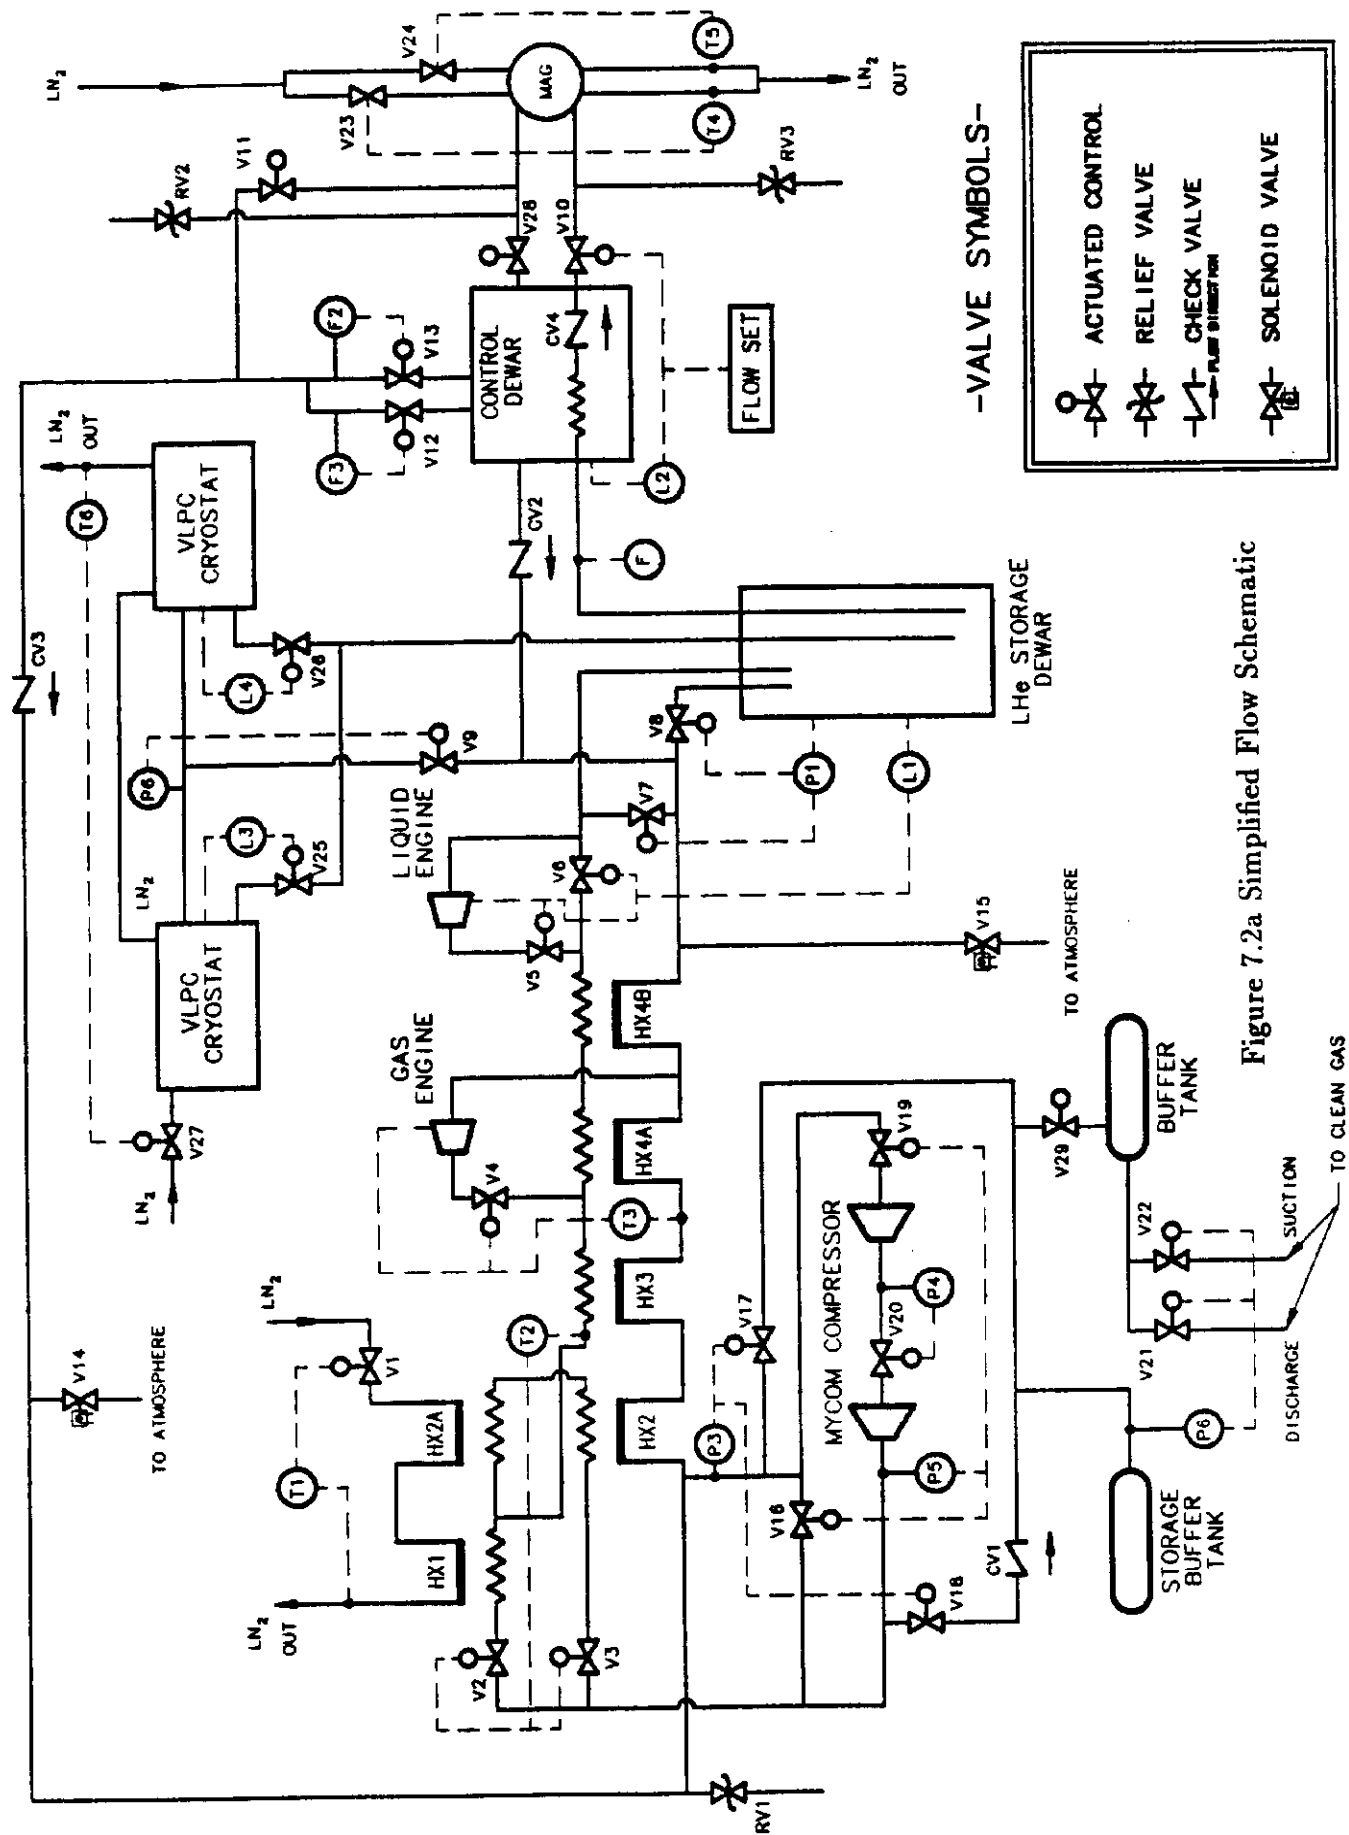 LN₂
V24
T5
MAG
LN₂
OUT
V23
T4
V11
RV2
RV3
V28
V10
F2
V13
CONTROL
DEWAR
CV4
FLOW SET
F3
V12
L2
LN₂
OUT
T6
VLPC
CRYOSTAT
CV2
F
CV3
L4
V26
LHe STORAGE
DEWAR
V8
P6
V9
V7
P1
L1
LN₂
L3
V25
LIQUID
ENGINE
V6
VLPC
CRYOSTAT
V5
V15
TO ATMOSPHERE
HX4B
V27
LN₂
GAS
ENGINE
V4
HX4A
T3
V19
V29
BUFFER
TANK
LN₂
T2
HX3
V17
MYCOM COMPRESSOR
P4
V20
V22
V21
SUCTION
DISCHARGE
TO CLEAN GAS
V14
TO ATMOSPHERE
V1
HX2A
T1
HX2
P3
P5
P6
HX1
LN₂
OUT
V16
CV1
STORAGE
BUFFER
TANK
V2
V3
V18
RV1
-VALVE SYMBOLS-
ACTUATED CONTROL
RELIEF VALVE
CHECK VALVE
FLOW DIRECTION
SOLENOID VALVE
Figure 7.2a Simplified Flow Schematic